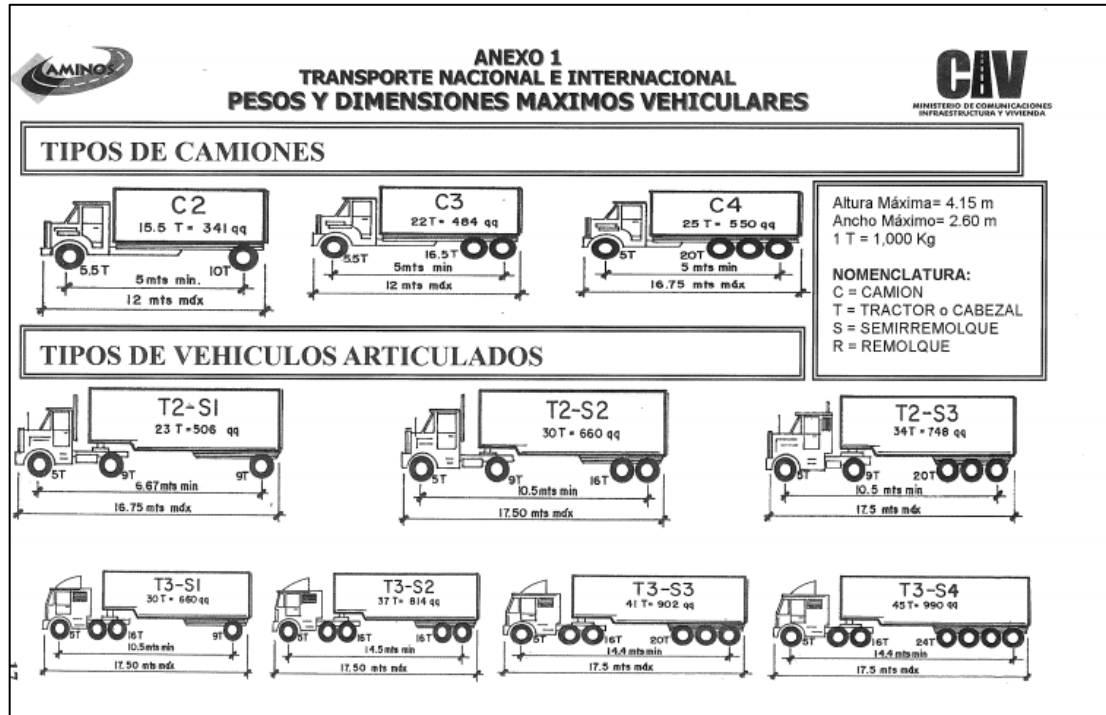 CAMINOS
ANEXO 1
TRANSPORTE NACIONAL E INTERNACIONAL
PESOS Y DIMENSIONES MAXIMOS VEHICULARES
CIV
MINISTERIO DE COMUNICACIONES
INFRAESTRUCTURA Y VIVIENDA
TIPOS DE CAMIONES
C2
15.5 T = 341 qq
5.5T 10T
5 mts min.
12 mts máx
C3
22T = 484 qq
5.5T 16.5T
5mts min
12 mts máx
C4
25 T = 550 qq
5T 20T
5 mts min
16.75 mts máx
Altura Máxima= 4.15 m
Ancho Máximo= 2.60 m
1 T = 1,000 Kg
NOMENCLATURA:
C = CAMION
T = TRACTOR o CABEZAL
S = SEMIRREMOLQUE
R = REMOLQUE
TIPOS DE VEHICULOS ARTICULADOS
T2-S1
23 T = 506 qq
5T 9T 9T
6.67 mts min
16.75 mts máx
T2-S2
30T = 660 qq
5T 9T 16T
10.5mts min
17.50 mts máx
T2-S3
34T = 748 qq
5T 9T 20T
10.5 mts min
17.5 mts máx
T3-S1
30T = 660 qq
5T 16T 9T
10.5mts min
17.50 mts máx
T3-S2
37T = 814 qq
5T 16T 16T
14.5mts min
17.50 mts máx
T3-S3
41T = 902 qq
5T 16T 20T
14.4 mts min
17.5 mts máx
T3-S4
45T = 990 qq
5T 16T 24T
14.4 mts min
17.5 mts máx